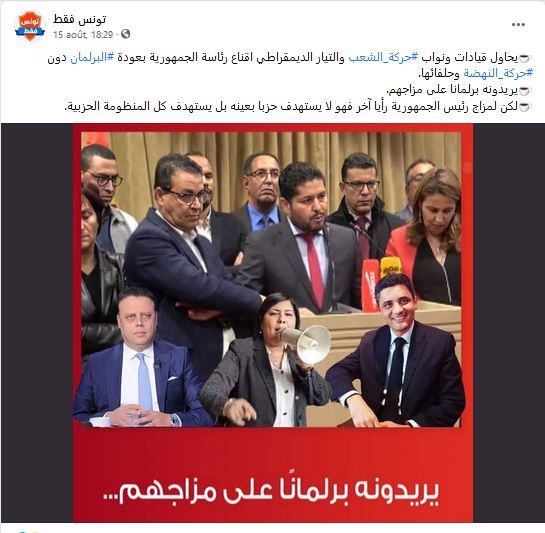 تونس فقط
15 août, 18:29 ·
يحاول قيادات ونواب #حركة_الشعب والتيار الديمقراطي اقناع رئاسة الجمهورية بعودة #البرلمان دون
#حركة_النهضة وحلفائها.
يريدونه برلمانا على مزاجهم.
لكن لمزاج رئيس الجمهورية رأيا آخر فهو لا يستهدف حزبا بعينه بل يستهدف كل المنظومة الحزبية.
يريدونه برلمانًا على مزاجهم...